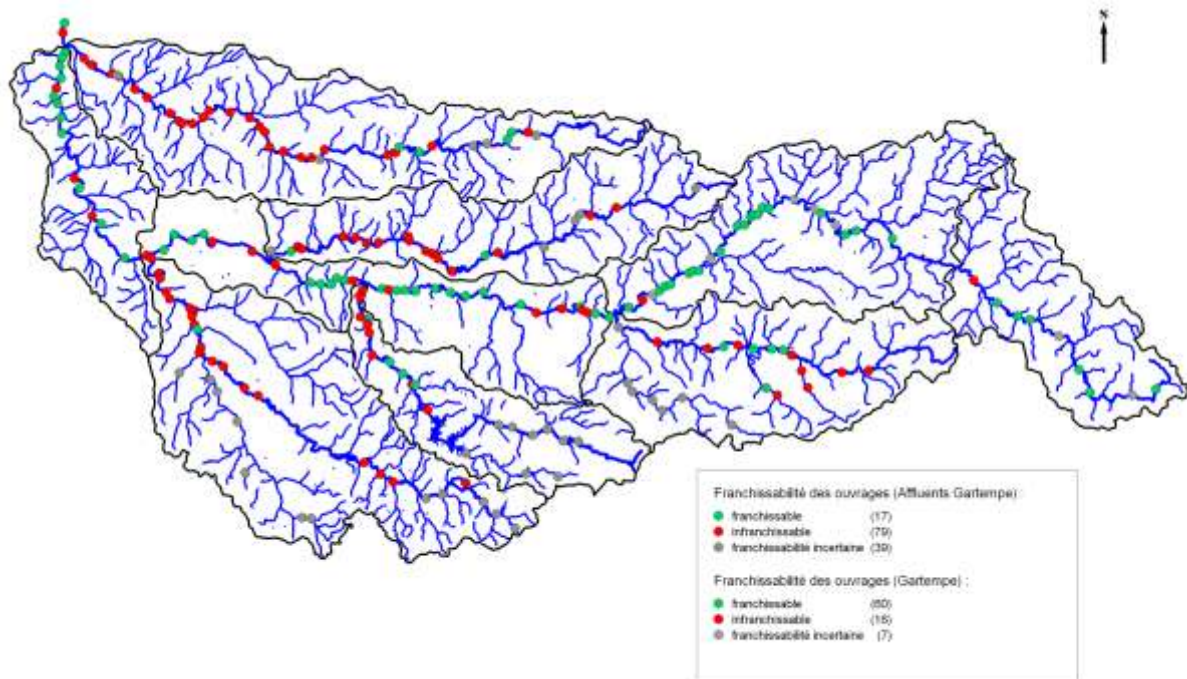 N
Franchissabilité des ouvrages (Affluents Gartempe) :
franchissable (17)
infranchissable (79)
franchissabilité incertaine (39)
Franchissabilité des ouvrages (Gartempe) :
franchissable (60)
infranchissable (16)
franchissabilité incertaine (7)